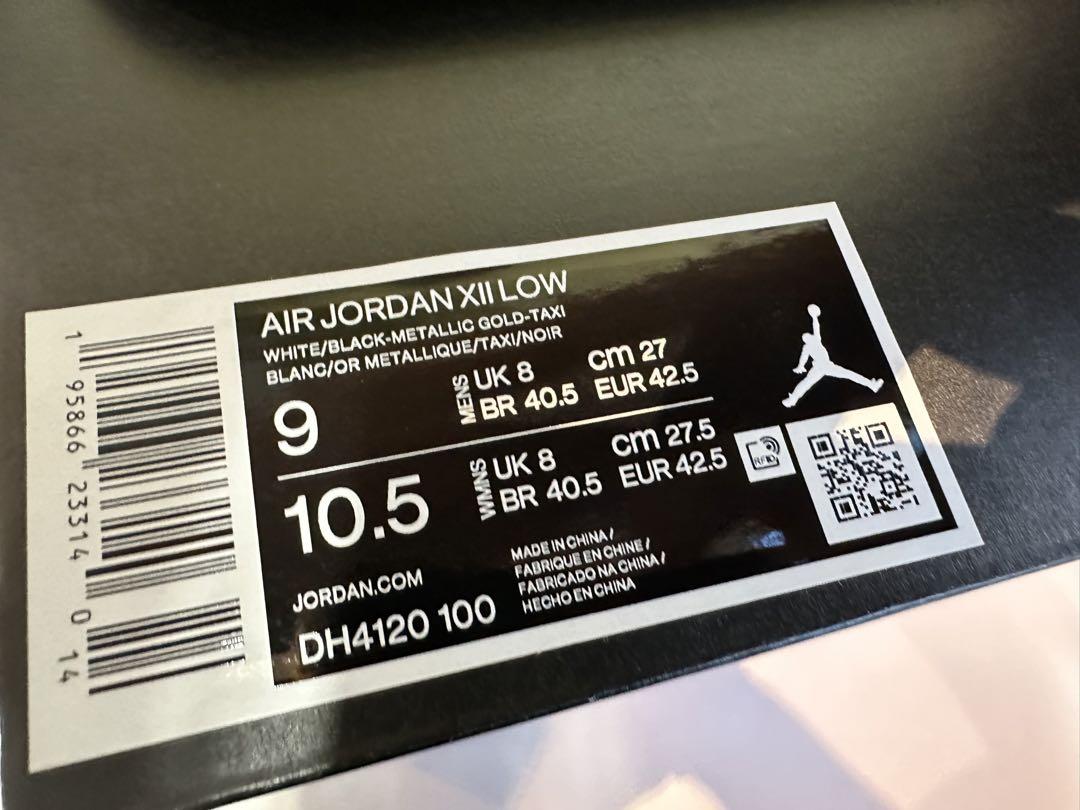 AIR JORDAN XII LOW
WHITE/BLACK-METALLIC GOLD-TAXI
BLANC/OR METALLIQUE/TAXI/NOIR
9
MENS
UK 8 cm 27
BR 40.5 EUR 42.5
10.5
WMNS
UK 8 cm 27.5
BR 40.5 EUR 42.5
RFID
JORDAN.COM
DH4120 100
MADE IN CHINA /
FABRIQUE EN CHINE /
FABRICADO NA CHINA /
HECHO EN CHINA
1 95866 23314 0 14